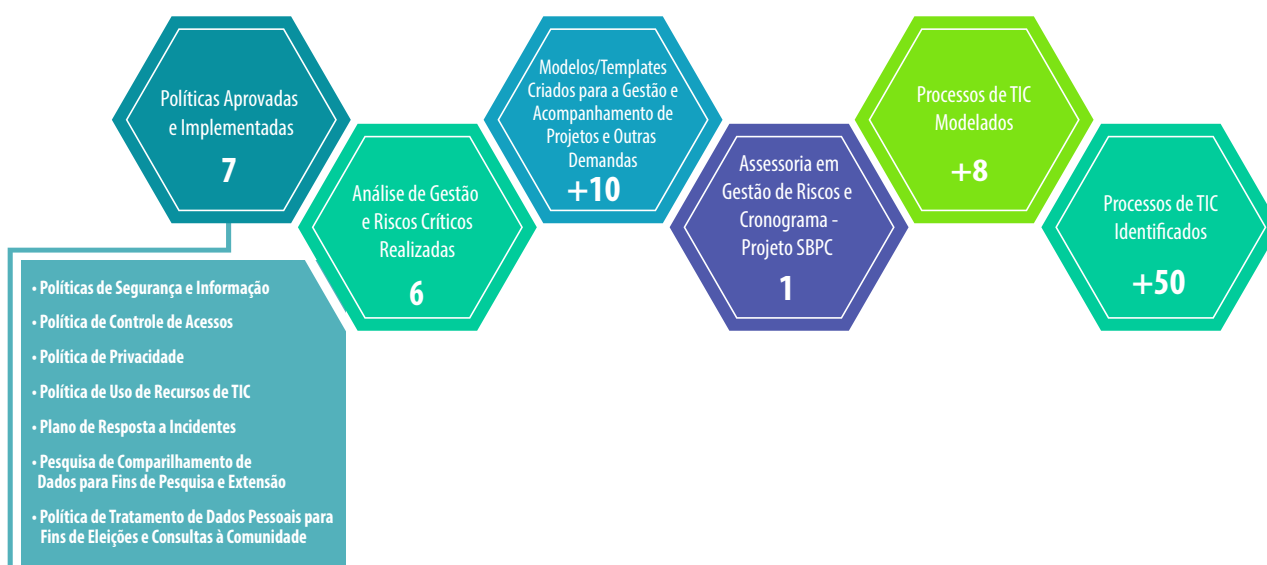 Políticas Aprovadas
e Implementadas
7
• Políticas de Segurança e Informação
• Política de Controle de Acessos
• Política de Privacidade
• Política de Uso de Recursos de TIC
• Plano de Resposta a Incidentes
• Pesquisa de Comparilhamento de
Dados para Fins de Pesquisa e Extensão
• Política de Tratamento de Dados Pessoais para
Fins de Eleições e Consultas à Comunidade
Análise de Gestão
e Riscos Críticos
Realizadas
6
Modelos/Templates
Criados para a Gestão e
Acompanhamento de
Projetos e Outras
Demandas
+10
Assessoria em
Gestão de Riscos e
Cronograma -
Projeto SBPC
1
Processos de TIC
Modelados
+8
Processos de TIC
Identificados
+50